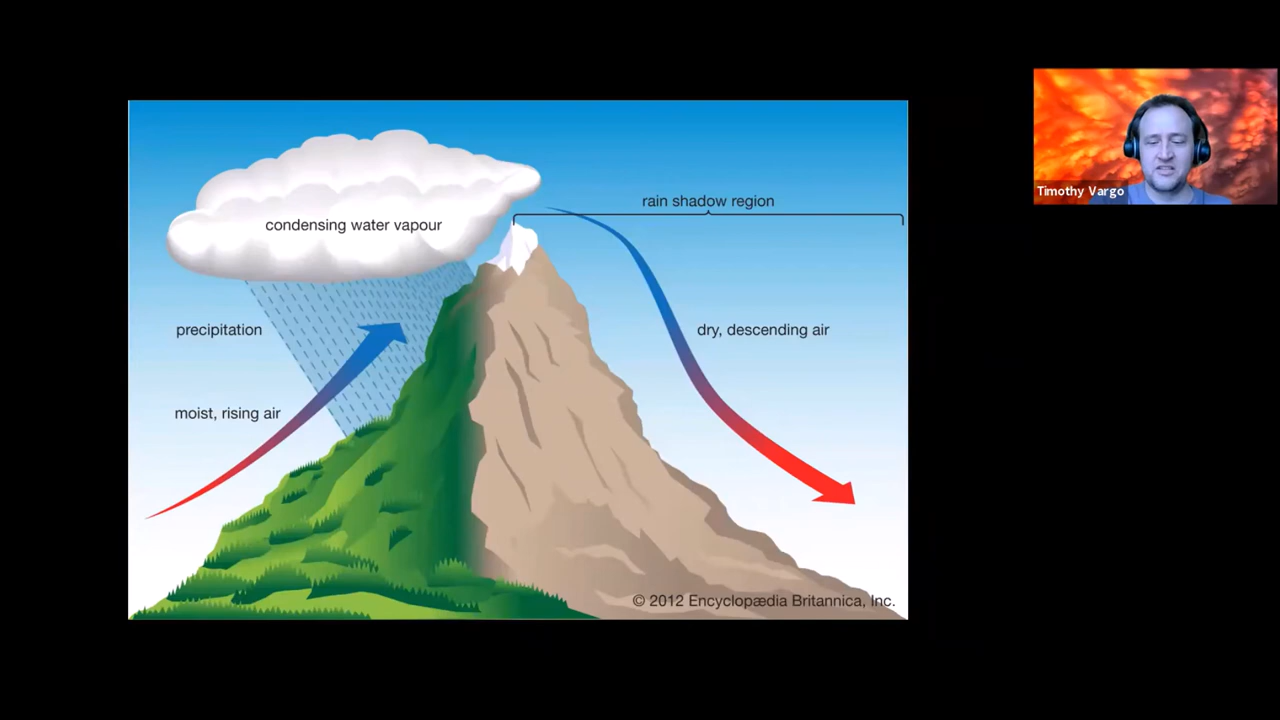 rain shadow region
condensing water vapour
precipitation
dry, descending air
moist, rising air
© 2012 Encyclopædia Britannica, Inc.
Timothy Vargo